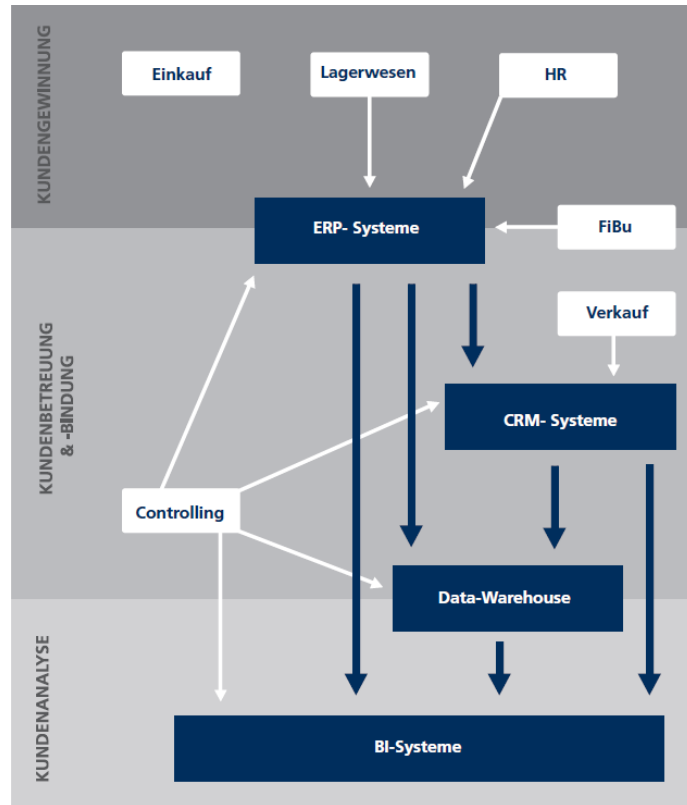 KUNDENGEWINNUNG
Einkauf
Lagerwesen
HR
ERP- Systeme
FiBu
KUNDENBETREUUNG
& -BINDUNG
Verkauf
CRM- Systeme
Controlling
Data-Warehouse
KUNDENANALYSE
BI-Systeme